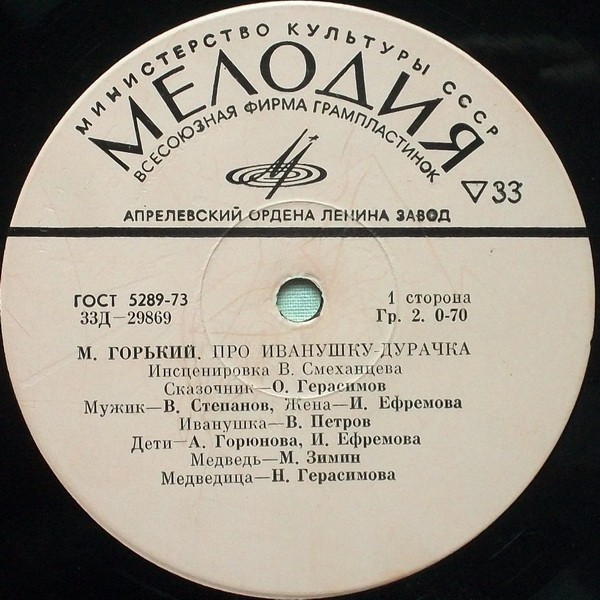 МИНИСТЕРСТВО КУЛЬТУРЫ СССР
МЕЛОДИЯ
ВСЕСОЮЗНАЯ ФИРМА ГРАМПЛАСТИНОК
▽33
АПРЕЛЕВСКИЙ ОРДЕНА ЛЕНИНА ЗАВОД
ГОСТ 5289-73
1 сторона
33Д—29869
Гр. 2. 0-70
М. ГОРЬКИЙ. ПРО ИВАНУШКУ-ДУРАЧКА
Инсценировка В. Смеханцева
Сказочник—О. Герасимов
Мужик—В. Степанов, Жена—И. Ефремова
Иванушка—В. Петров
Дети—А. Горюнова, И. Ефремова
Медведь—М. Зимин
Медведица—Н. Герасимова